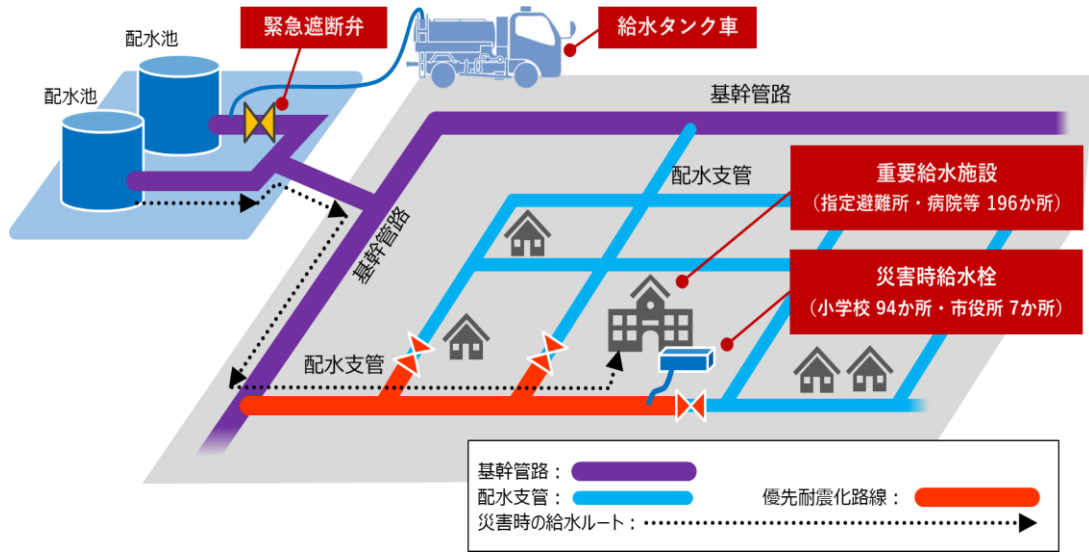 緊急遮断弁
給水タンク車
配水池
配水池
基幹管路
配水支管
重要給水施設
（指定避難所・病院等 196か所）
基幹管路
災害時給水栓
（小学校 94か所・市役所 7か所）
配水支管
基幹管路：
配水支管：
優先耐震化路線：
災害時の給水ルート：